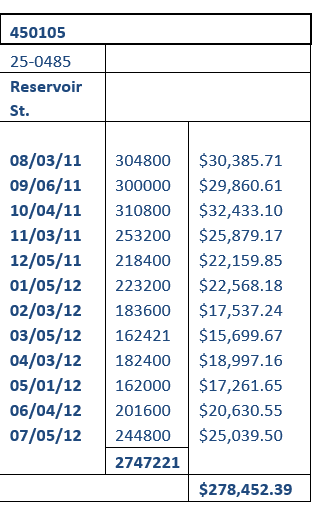 450105
25-0485
Reservoir
St.
08/03/11 304800 $30,385.71
09/06/11 300000 $29,860.61
10/04/11 310800 $32,433.10
11/03/11 253200 $25,879.17
12/05/11 218400 $22,159.85
01/05/12 223200 $22,568.18
02/03/12 183600 $17,537.24
03/05/12 162421 $15,699.67
04/03/12 182400 $18,997.16
05/01/12 162000 $17,261.65
06/04/12 201600 $20,630.55
07/05/12 244800 $25,039.50
2747221
$278,452.39